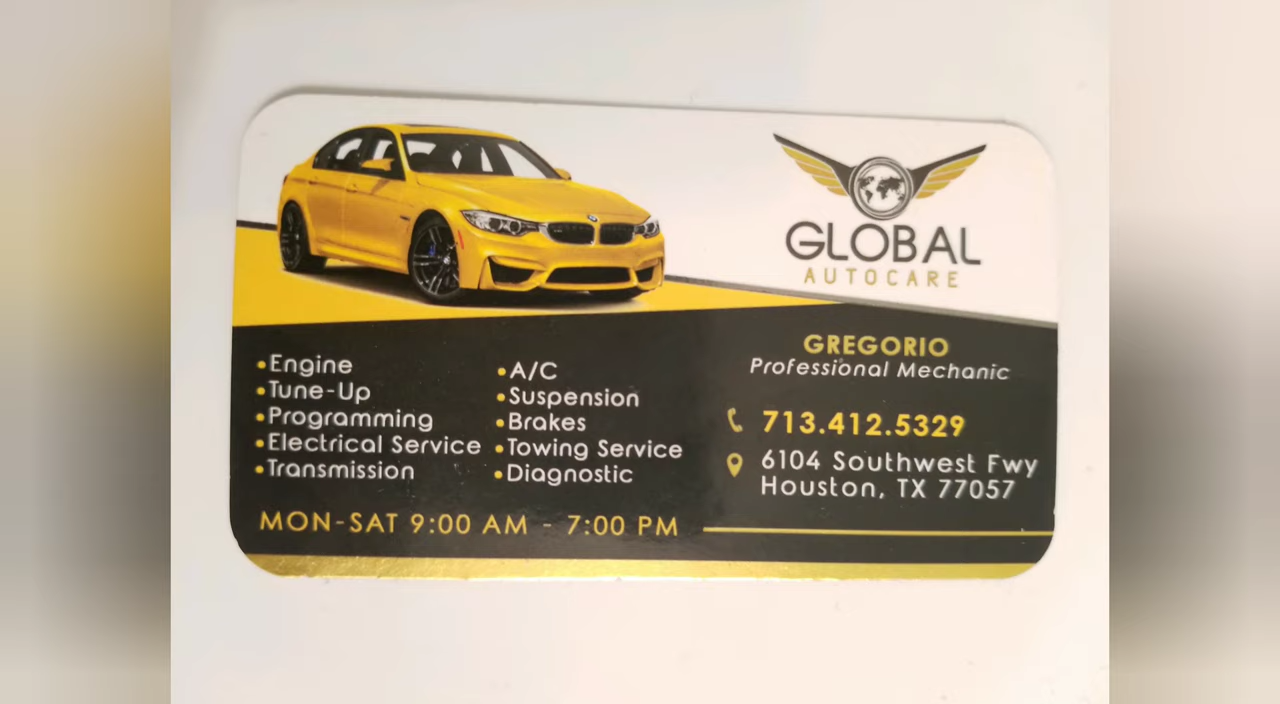 GLOBAL
AUTOCARE
GREGORIO
Professional Mechanic
713.412.5329
6104 Southwest Fwy
Houston, TX 77057
•Engine
•Tune-Up
•Programming
•Electrical Service
•Transmission
•A/C
•Suspension
•Brakes
•Towing Service
•Diagnostic
MON-SAT 9:00 AM - 7:00 PM